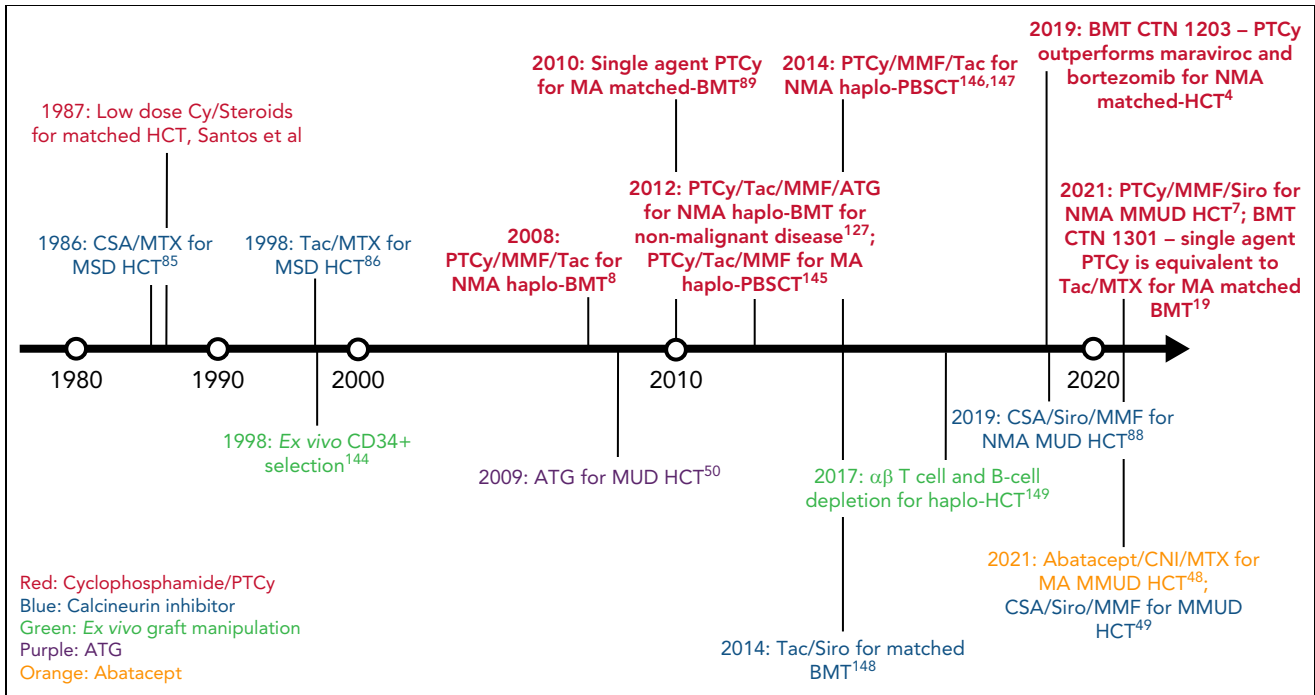 2019: BMT CTN 1203 – PTCy
outperforms maraviroc and
bortezomib for NMA
matched-HCT4
2010: Single agent PTCy
for MA matched-BMT89
2014: PTCy/MMF/Tac for
NMA haplo-PBSCT146,147
1987: Low dose Cy/Steroids
for matched HCT, Santos et al
2012: PTCy/Tac/MMF/ATG
for NMA haplo-BMT for
non-malignant disease127;
PTCy/Tac/MMF for MA
haplo-PBSCT145
2021: PTCy/MMF/Siro for
NMA MMUD HCT7; BMT
CTN 1301 – single agent
PTCy is equivalent to
Tac/MTX for MA matched
BMT19
1986: CSA/MTX for
MSD HCT85
1998: Tac/MTX for
MSD HCT86
2008:
PTCy/MMF/Tac for
NMA haplo-BMT8
1980
1990
2000
2010
2020
1998: Ex vivo CD34+
selection144
2009: ATG for MUD HCT50
2017: αβ T cell and B-cell
depletion for haplo-HCT149
2019: CSA/Siro/MMF for
NMA MUD HCT88
2021: Abatacept/CNI/MTX for
MA MMUD HCT48;
CSA/Siro/MMF for MMUD
HCT49
2014: Tac/Siro for matched
BMT148
Red: Cyclophosphamide/PTCy
Blue: Calcineurin inhibitor
Green: Ex vivo graft manipulation
Purple: ATG
Orange: Abatacept